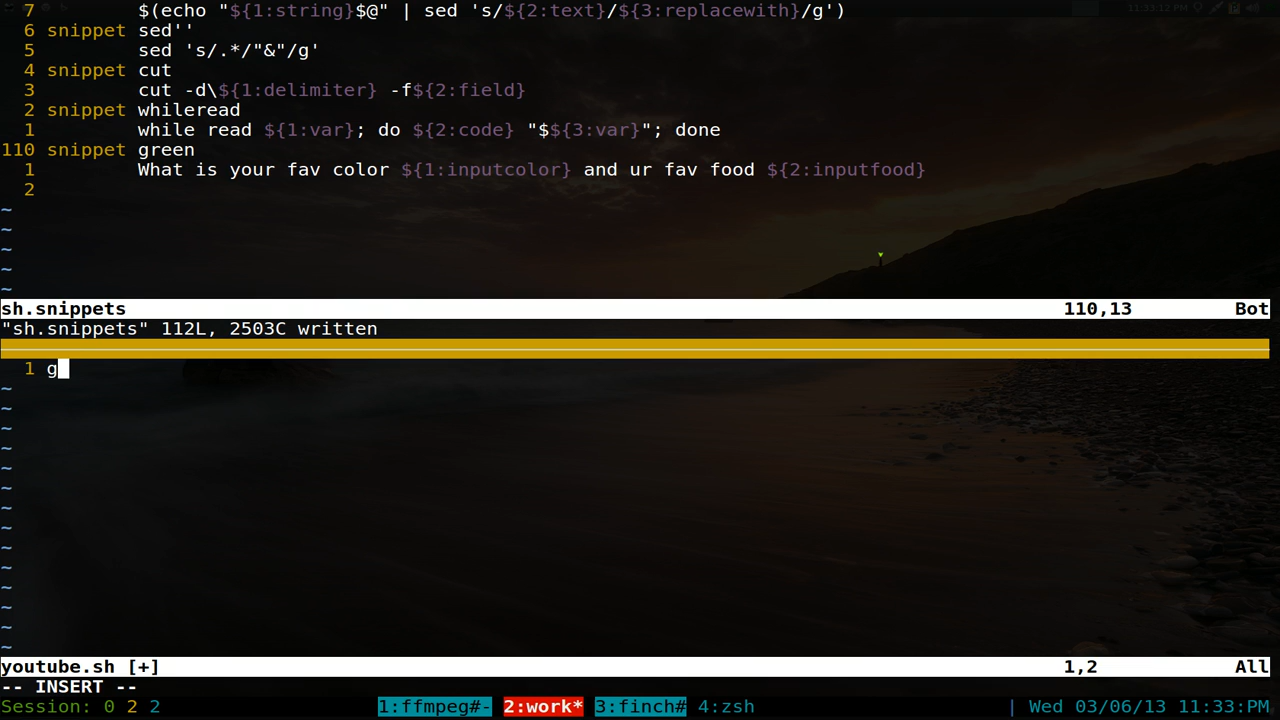 7         $(echo "${1:string}$@" | sed 's/${2:text}/${3:replacewith}/g')
6 snippet sed''
5         sed 's/.*/"&"/g'
4 snippet cut
3         cut -d\${1:delimiter} -f${2:field}
2 snippet whileread
1         while read ${1:var}; do ${2:code} "$${3:var}"; done
110 snippet green
1         What is your fav color ${1:inputcolor} and ur fav food ${2:inputfood}
2
~
~
~
~
~
sh.snippets 110,13 Bot
"sh.snippets" 112L, 2503C written
1 g
~
~
~
~
~
~
~
~
~
~
~
~
~
~
youtube.sh [+] 1,2 All
-- INSERT --
Session: 0 2 2 1:ffmpeg#- 2:work* 3:finch# 4:zsh | Wed 03/06/13 11:33:PM